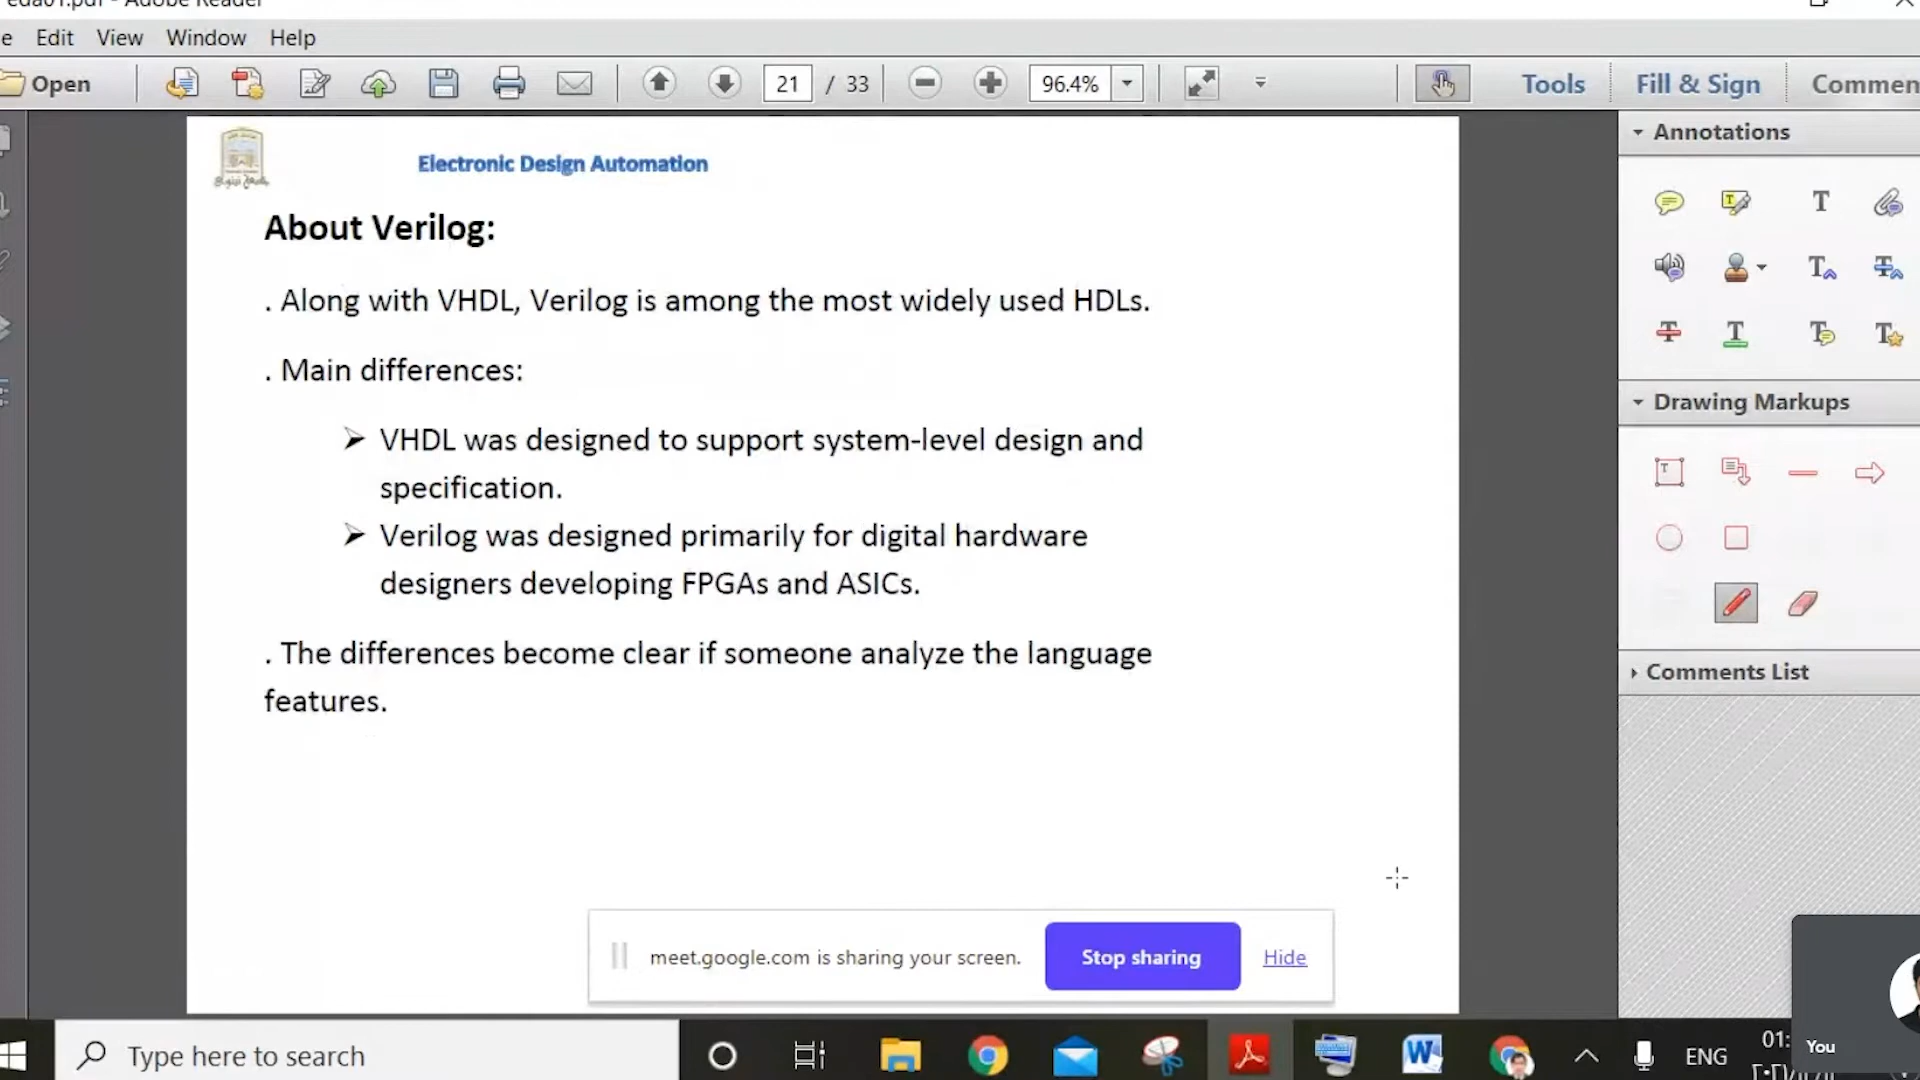 Edit View Window Help
Open 21 / 33 96.4% Tools Fill & Sign
Annotations
Electronic Design Automation
About Verilog:
. Along with VHDL, Verilog is among the most widely used HDLs.
. Main differences:
➤ VHDL was designed to support system-level design and
specification.
➤ Verilog was designed primarily for digital hardware
designers developing FPGAs and ASICs.
. The differences become clear if someone analyze the language
features.
Drawing Markups
Comments List
meet.google.com is sharing your screen. Stop sharing Hide
Type here to search
ENG
You